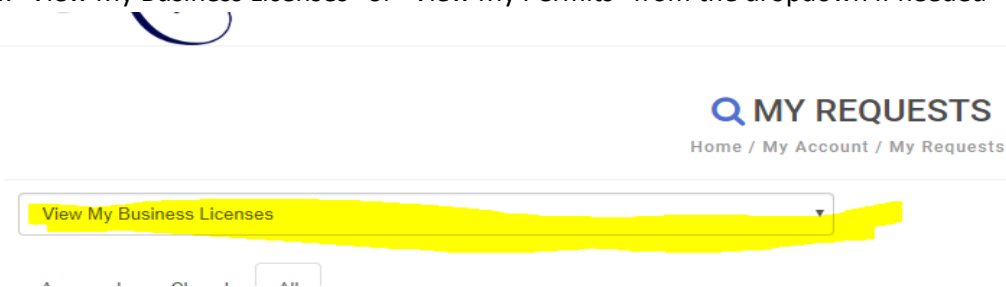 "View My Business Licenses" or "View My Permits" from the dropdown if needed
MY REQUESTS
Home / My Account / My Requests
View My Business Licenses
All